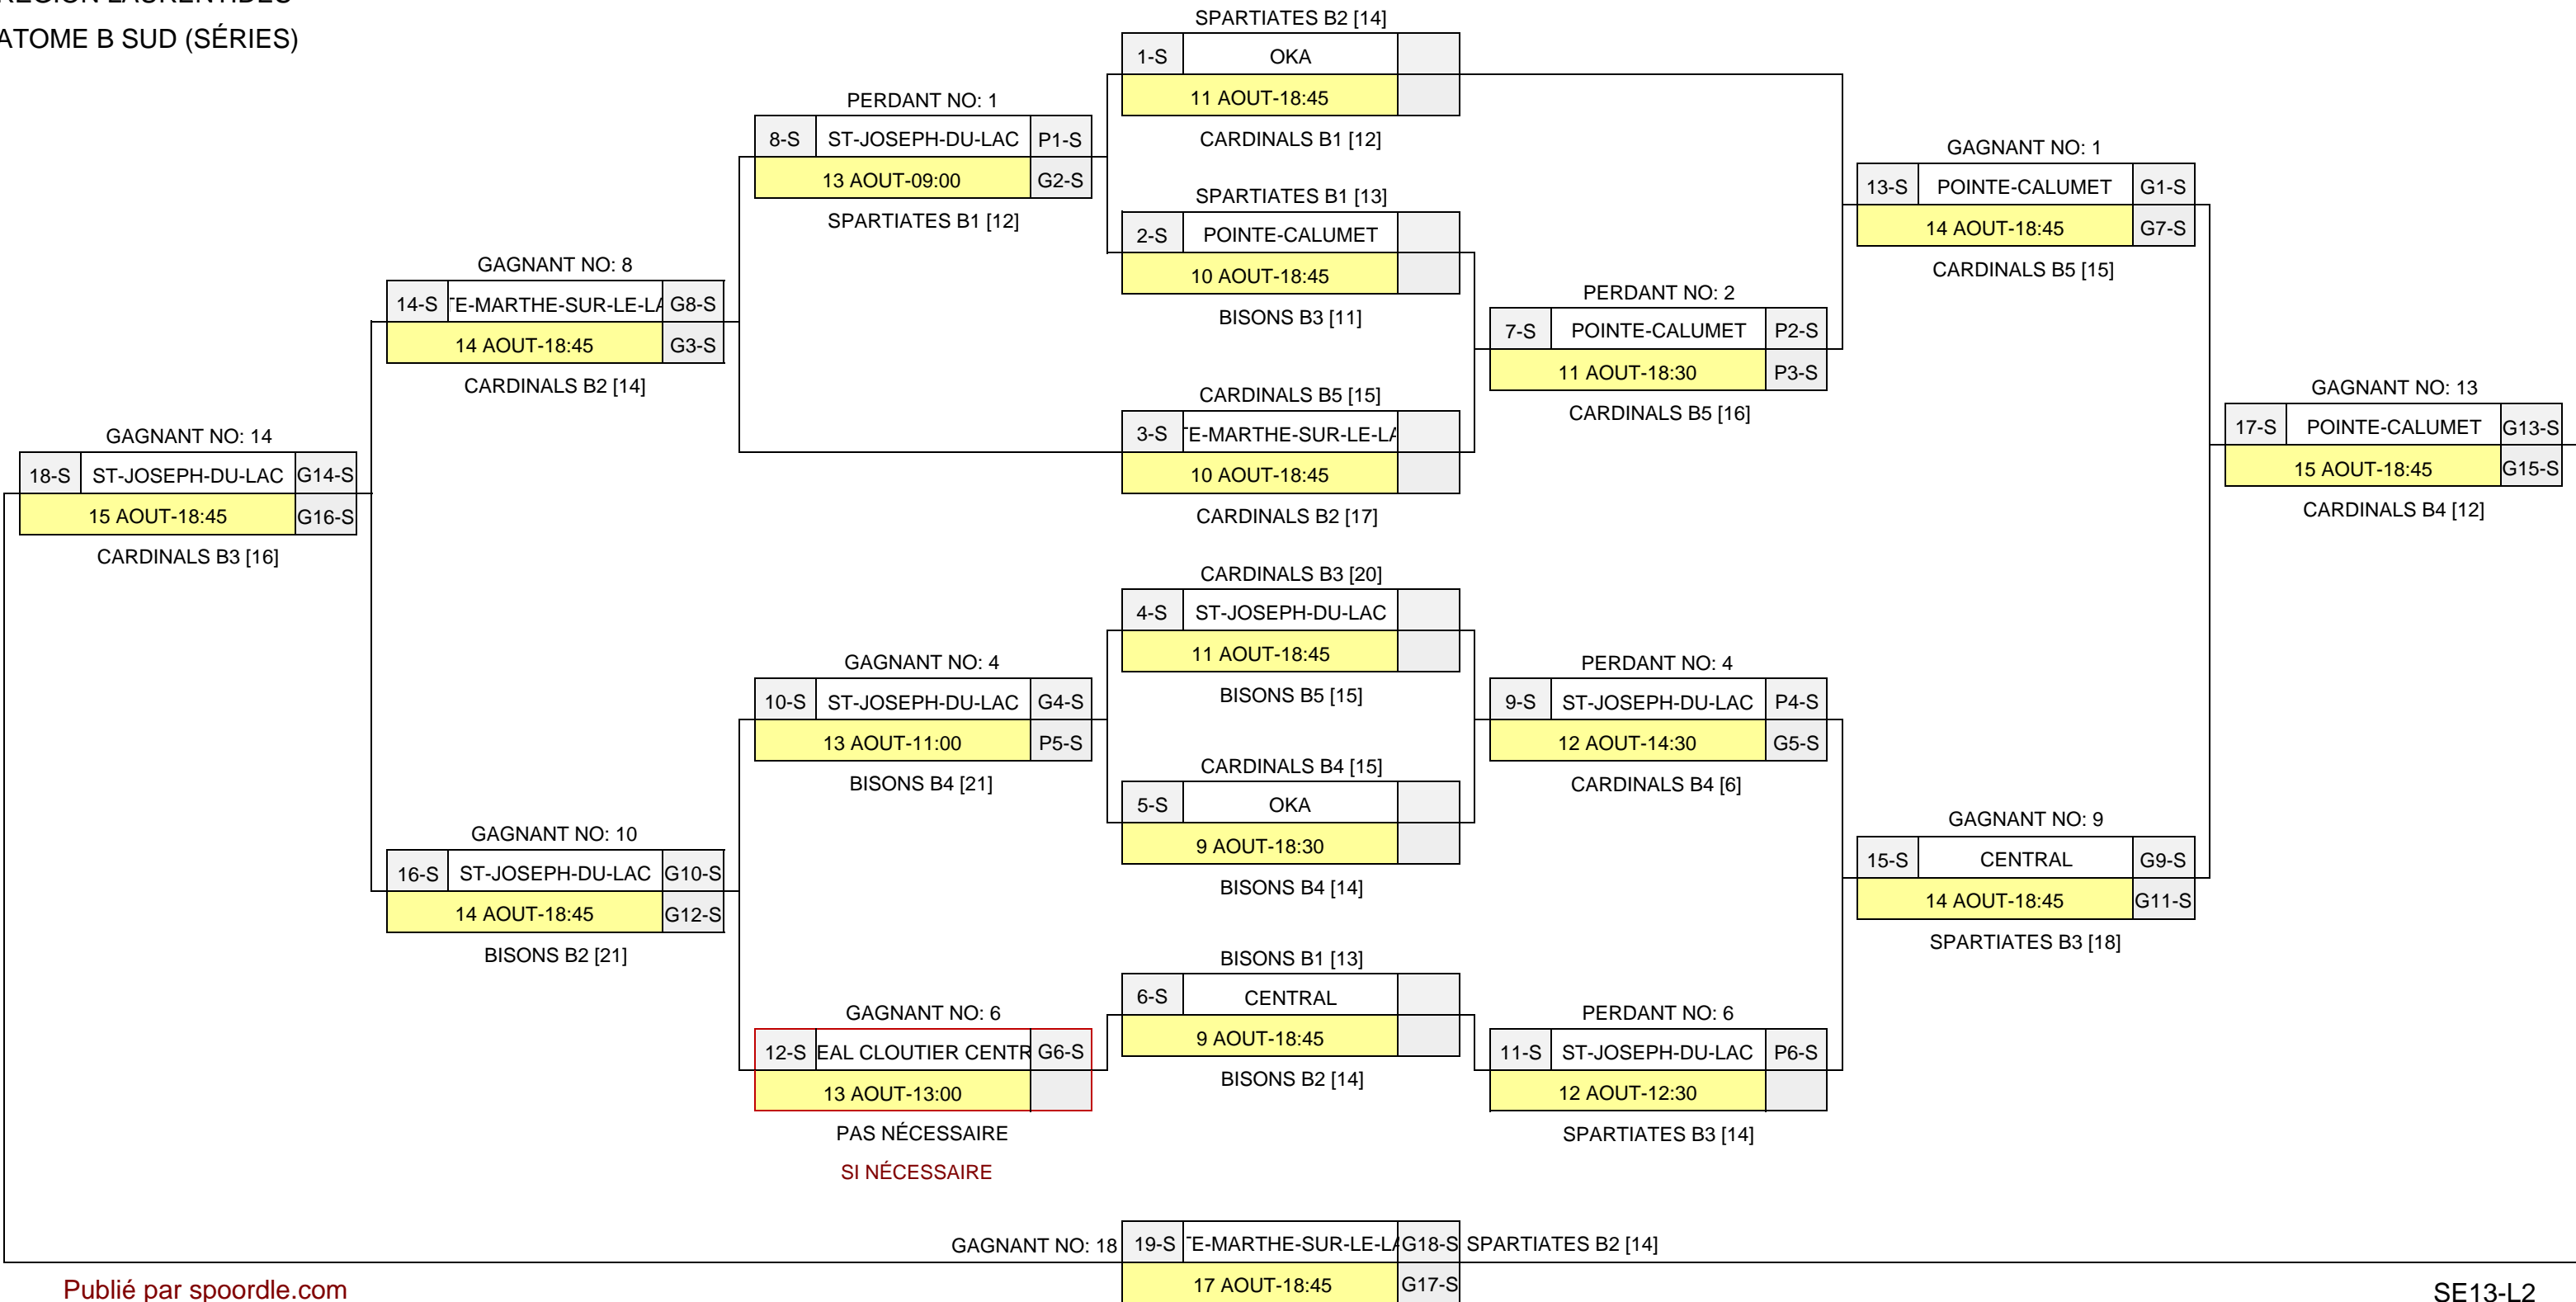 RÉGION LAURENTIDES
ATOME B SUD (SÉRIES)
SPARTIATES B2 [14]
1-S OKA
11 AOUT-18:45
CARDINALS B1 [12]
PERDANT NO: 1
8-S ST-JOSEPH-DU-LAC P1-S
13 AOUT-09:00 G2-S
SPARTIATES B1 [12]
GAGNANT NO: 1
13-S POINTE-CALUMET G1-S
14 AOUT-18:45 G7-S
CARDINALS B5 [15]
SPARTIATES B1 [13]
2-S POINTE-CALUMET
10 AOUT-18:45
BISONS B3 [11]
GAGNANT NO: 8
14-S E-MARTHE-SUR-LE-LA G8-S
14 AOUT-18:45 G3-S
CARDINALS B2 [14]
PERDANT NO: 2
7-S POINTE-CALUMET P2-S
11 AOUT-18:30 P3-S
CARDINALS B5 [16]
CARDINALS B5 [15]
3-S E-MARTHE-SUR-LE-LA
10 AOUT-18:45
CARDINALS B2 [17]
GAGNANT NO: 13
17-S POINTE-CALUMET G13-S
15 AOUT-18:45 G15-S
CARDINALS B4 [12]
GAGNANT NO: 14
18-S ST-JOSEPH-DU-LAC G14-S
15 AOUT-18:45 G16-S
CARDINALS B3 [16]
CARDINALS B3 [20]
4-S ST-JOSEPH-DU-LAC
11 AOUT-18:45
BISONS B5 [15]
GAGNANT NO: 4
10-S ST-JOSEPH-DU-LAC G4-S
13 AOUT-11:00 P5-S
BISONS B4 [21]
PERDANT NO: 4
9-S ST-JOSEPH-DU-LAC P4-S
12 AOUT-14:30 G5-S
CARDINALS B4 [6]
CARDINALS B4 [15]
5-S OKA
9 AOUT-18:30
BISONS B4 [14]
GAGNANT NO: 10
16-S ST-JOSEPH-DU-LAC G10-S
14 AOUT-18:45 G12-S
BISONS B2 [21]
GAGNANT NO: 9
15-S CENTRAL G9-S
14 AOUT-18:45 G11-S
SPARTIATES B3 [18]
BISONS B1 [13]
6-S CENTRAL
9 AOUT-18:45
BISONS B2 [14]
GAGNANT NO: 6
12-S EAL CLOUTIER CENTR G6-S
13 AOUT-13:00
PAS NÉCESSAIRE
SI NÉCESSAIRE
PERDANT NO: 6
11-S ST-JOSEPH-DU-LAC P6-S
12 AOUT-12:30
SPARTIATES B3 [14]
GAGNANT NO: 18 19-S E-MARTHE-SUR-LE-LA G18-S SPARTIATES B2 [14]
17 AOUT-18:45 G17-S
Publié par spoordle.com
SE13-L2